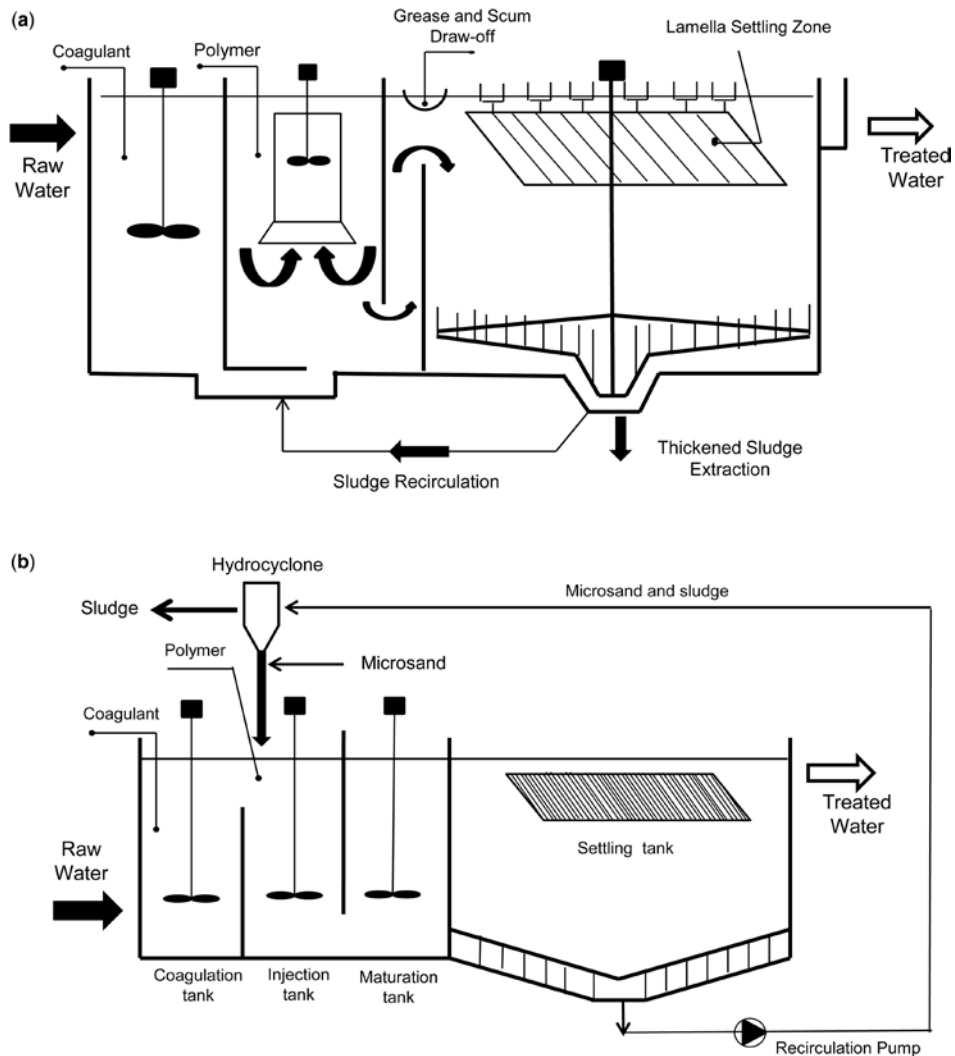 (a)
Grease and Scum
Draw-off
Lamella Settling Zone
Coagulant
Polymer
Raw
Water
Treated
Water
Sludge Recirculation
Thickened Sludge
Extraction
(b)
Hydrocyclone
Microsand and sludge
Sludge
Polymer
Microsand
Coagulant
Raw
Water
Treated
Water
Settling tank
Coagulation
tank
Injection
tank
Maturation
tank
Recirculation Pump